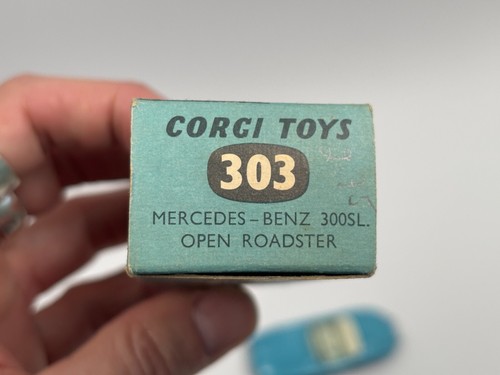 CORGI TOYS
303
MERCEDES-BENZ 300SL.
OPEN ROADSTER